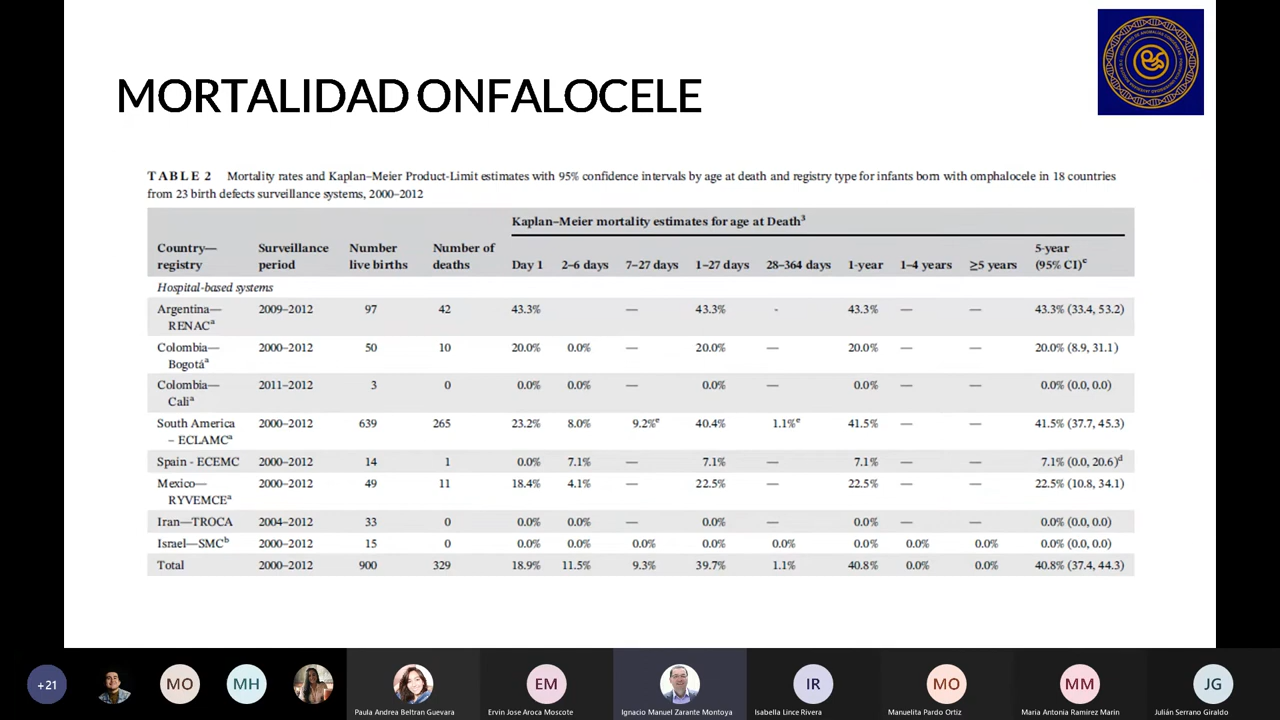 MORTALIDAD ONFALOCELE
TABLE 2 Mortality rates and Kaplan–Meier Product-Limit estimates with 95% confidence intervals by age at death and registry type for infants born with omphalocele in 18 countries
from 23 birth defects surveillance systems, 2000–2012
Kaplan–Meier mortality estimates for age at Death³
Country— Surveillance Number Number of 5-year
registry period live births deaths Day 1 2–6 days 7–27 days 1–27 days 28–364 days 1-year 1–4 years ≥5 years (95% CI)ᶜ
Hospital-based systems
Argentina— 2009–2012 97 42 43.3% — 43.3% - 43.3% — — 43.3% (33.4, 53.2)
RENACᵃ
Colombia— 2000–2012 50 10 20.0% 0.0% — 20.0% — 20.0% — — 20.0% (8.9, 31.1)
Bogotáᵃ
Colombia— 2011–2012 3 0 0.0% 0.0% — 0.0% — 0.0% — — 0.0% (0.0, 0.0)
Caliᵃ
South America 2000–2012 639 265 23.2% 8.0% 9.2%ᵉ 40.4% 1.1%ᵉ 41.5% — — 41.5% (37.7, 45.3)
– ECLAMCᵃ
Spain - ECEMC 2000–2012 14 1 0.0% 7.1% — 7.1% — 7.1% — — 7.1% (0.0, 20.6)ᵈ
Mexico— 2000–2012 49 11 18.4% 4.1% — 22.5% — 22.5% — — 22.5% (10.8, 34.1)
RYVEMCEᵃ
Iran—TROCA 2004–2012 33 0 0.0% 0.0% — 0.0% — 0.0% — — 0.0% (0.0, 0.0)
Israel—SMCᵇ 2000–2012 15 0 0.0% 0.0% 0.0% 0.0% 0.0% 0.0% 0.0% 0.0% 0.0% (0.0, 0.0)
Total 2000–2012 900 329 18.9% 11.5% 9.3% 39.7% 1.1% 40.8% 0.0% 0.0% 40.8% (37.4, 44.3)
+21 MO MH EM IR MO MM JG
Paula Andrea Beltran Guevara Ervin Jose Aroca Moscote Ignacio Manuel Zarante Montoya Isabella Lince Rivera Manuelita Pardo Ortiz Maria Antonia Ramirez Marin Julián Serrano Giraldo